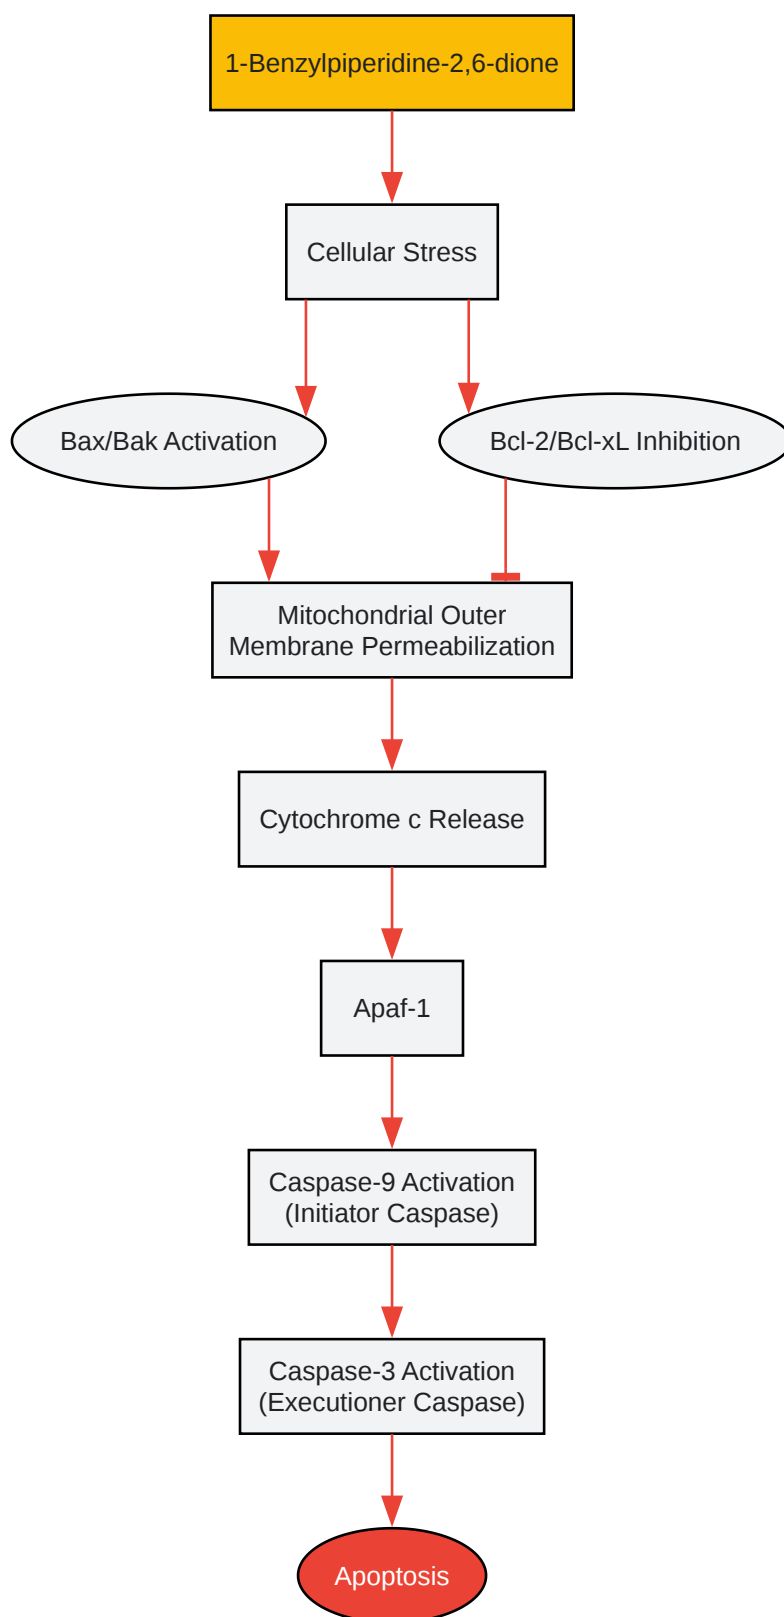 1-Benzylpiperidine-2,6-dione
Cellular Stress
Bax/Bak Activation
Bcl-2/Bcl-xL Inhibition
Mitochondrial Outer
Membrane Permeabilization
Cytochrome c Release
Apaf-1
Caspase-9 Activation
(Initiator Caspase)
Caspase-3 Activation
(Executioner Caspase)
Apoptosis